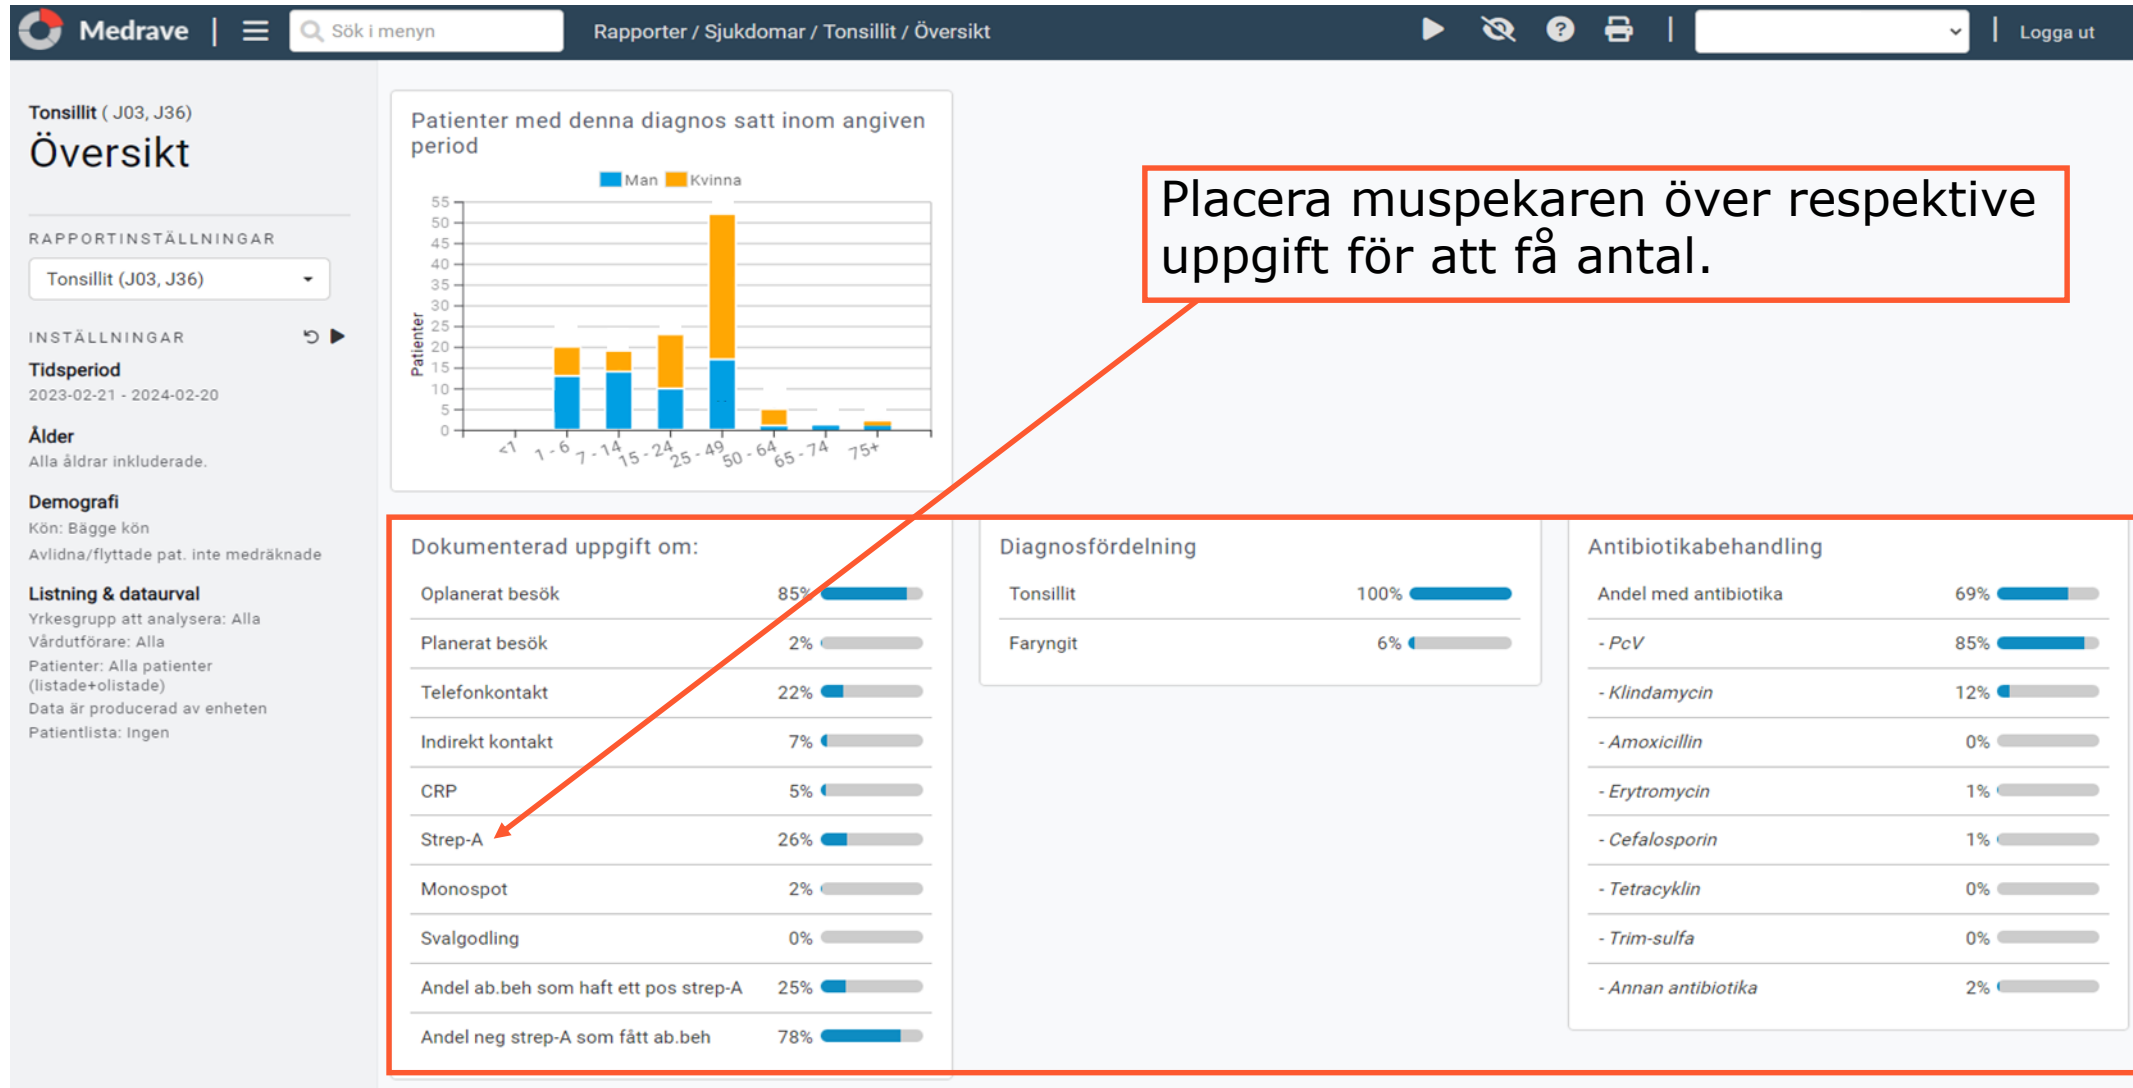 Medrave
Sök i menyn
Rapporter / Sjukdomar / Tonsillit / Översikt
Logga ut
Tonsillit ( J03, J36)
Översikt
RAPPORTINSTÄLLNINGAR
Tonsillit (J03, J36)
INSTÄLLNINGAR
Tidsperiod
2023-02-21 - 2024-02-20
Ålder
Alla åldrar inkluderade.
Demografi
Kön: Bägge kön
Avlidna/flyttade pat. inte medräknade
Listning & dataurval
Yrkesgrupp att analysera: Alla
Vårdutförare: Alla
Patienter: Alla patienter
(listade+olistade)
Data är producerad av enheten
Patientlista: Ingen
Patienter med denna diagnos satt inom angiven
period
Man Kvinna
55
50
45
40
35
30
25
20
15
10
5
0
Patienter
<1
1 - 6
7 - 14
15 - 24
25 - 49
50 - 64
65 - 74
75+
Placera muspekaren över respektive
uppgift för att få antal.
Dokumenterad uppgift om:
Oplanerat besök 85%
Planerat besök 2%
Telefonkontakt 22%
Indirekt kontakt 7%
CRP 5%
Strep-A 26%
Monospot 2%
Svalgodling 0%
Andel ab.beh som haft ett pos strep-A 25%
Andel neg strep-A som fått ab.beh 78%
Diagnosfördelning
Tonsillit 100%
Faryngit 6%
Antibiotikabehandling
Andel med antibiotika 69%
- PcV 85%
- Klindamycin 12%
- Amoxicillin 0%
- Erytromycin 1%
- Cefalosporin 1%
- Tetracyklin 0%
- Trim-sulfa 0%
- Annan antibiotika 2%